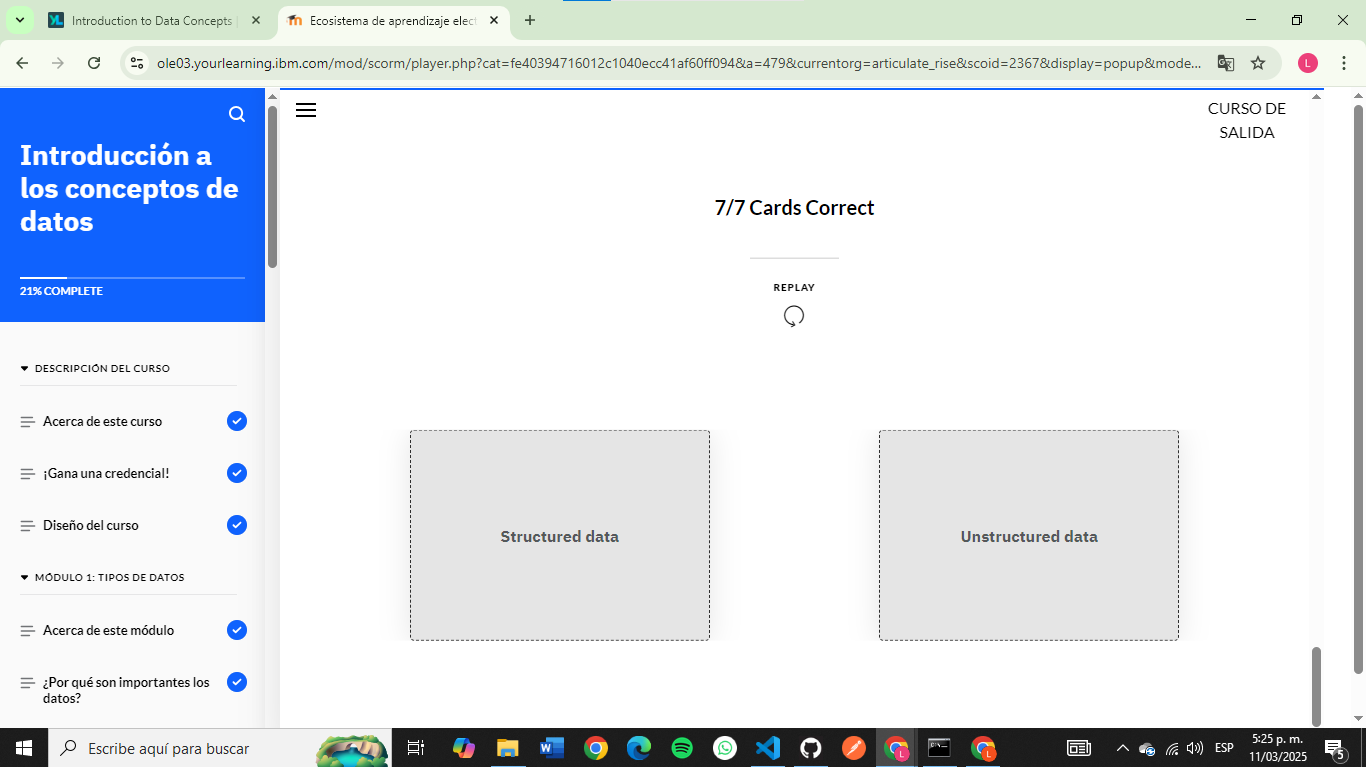 Introduction to Data Concepts
Ecosistema de aprendizaje elect
ole03.yourlearning.ibm.com/mod/scorm/player.php?cat=fe40394716012c1040ecc41af60ff094&a=479&currentorg=articulate_rise&scoid=2367&display=popup&mode...
L
Introducción a
los conceptos de
datos
21% COMPLETE
DESCRIPCIÓN DEL CURSO
Acerca de este curso
¡Gana una credencial!
Diseño del curso
MÓDULO 1: TIPOS DE DATOS
Acerca de este módulo
¿Por qué son importantes los
datos?
CURSO DE
SALIDA
7/7 Cards Correct
REPLAY
Structured data
Unstructured data
Escribe aquí para buscar
ESP
5:25 p. m.
11/03/2025
5